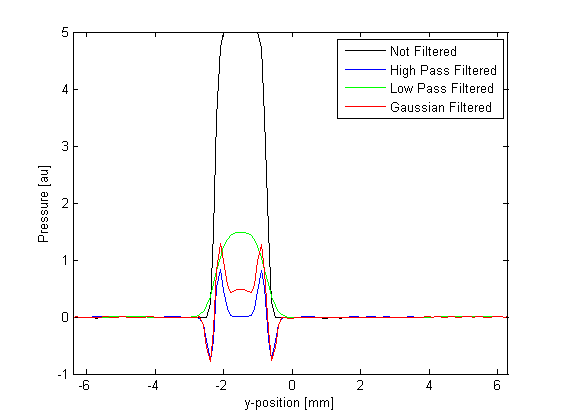 5
4
3
2
1
0
-1
Pressure [au]
Not Filtered
High Pass Filtered
Low Pass Filtered
Gaussian Filtered
-6
-4
-2
0
2
4
6
y-position [mm]